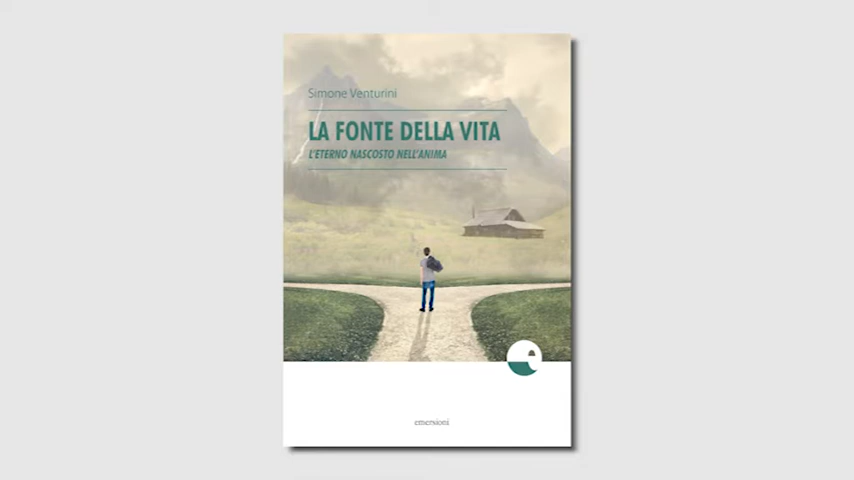 Simone Venturini
LA FONTE DELLA VITA
L'ETERNO NASCOSTO NELL'ANIMA
emersioni